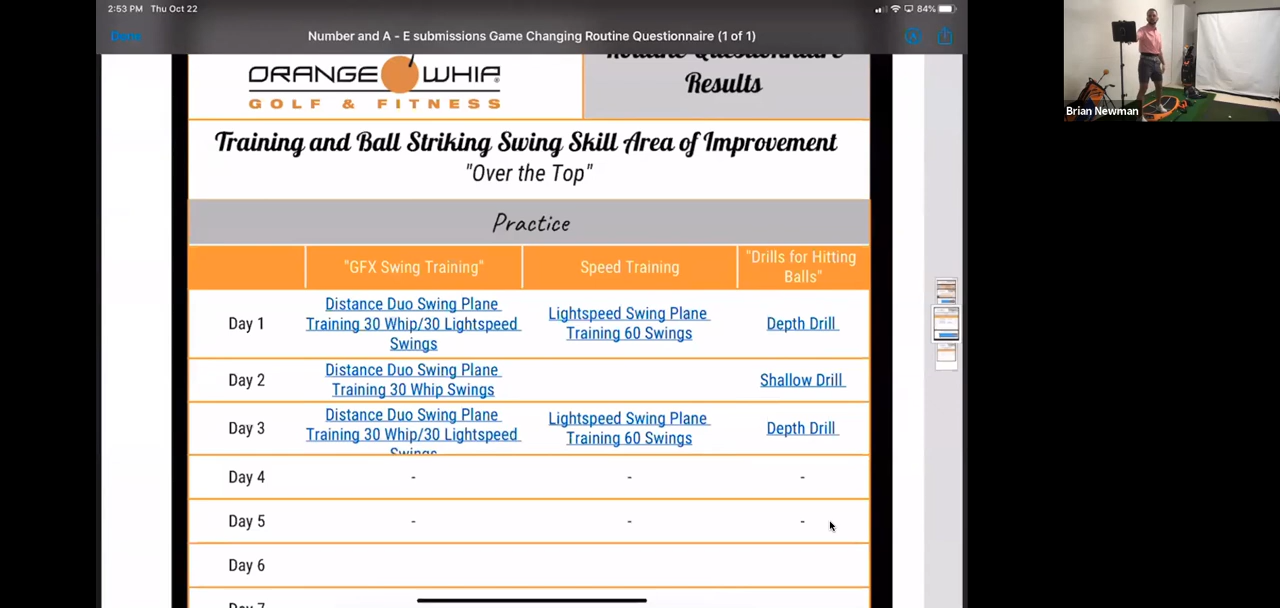 2:53 PM Thu Oct 22
84%
Done
Number and A - E submissions Game Changing Routine Questionnaire (1 of 1)
ORANGE WHIP
GOLF & FITNESS
Routine Questionnaire
Results
Training and Ball Striking Swing Skill Area of Improvement
"Over the Top"
Practice
"GFX Swing Training"
Speed Training
"Drills for Hitting
Balls"
Day 1
Distance Duo Swing Plane
Training 30 Whip/30 Lightspeed
Swings
Lightspeed Swing Plane
Training 60 Swings
Depth Drill
Day 2
Distance Duo Swing Plane
Training 30 Whip Swings
Shallow Drill
Day 3
Distance Duo Swing Plane
Training 30 Whip/30 Lightspeed
Swings
Lightspeed Swing Plane
Training 60 Swings
Depth Drill
Day 4 - - -
Day 5 - - -
Day 6
Day 7
Brian Newman